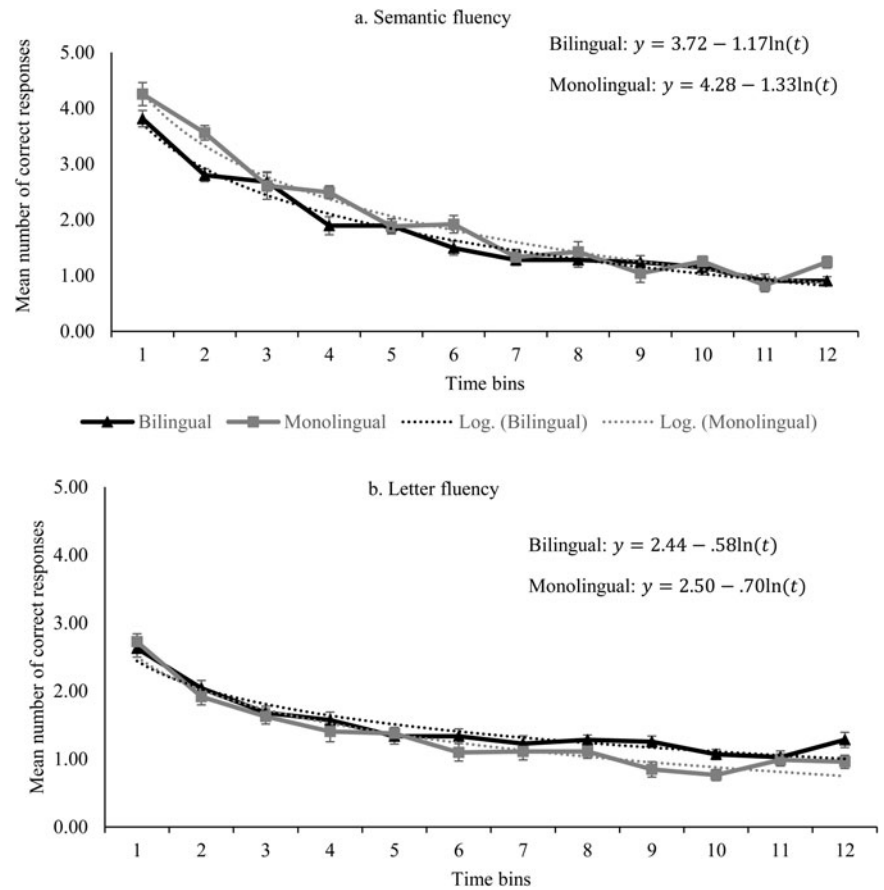 a. Semantic fluency
Bilingual: y = 3.72 − 1.17ln(t)
Monolingual: y = 4.28 − 1.33ln(t)
Mean number of correct responses
5.00
4.00
3.00
2.00
1.00
0.00
1 2 3 4 5 6 7 8 9 10 11 12
Time bins
Bilingual Monolingual Log. (Bilingual) Log. (Monolingual)
b. Letter fluency
Bilingual: y = 2.44 − .58ln(t)
Monolingual: y = 2.50 − .70ln(t)
Mean number of correct responses
5.00
4.00
3.00
2.00
1.00
0.00
1 2 3 4 5 6 7 8 9 10 11 12
Time bins